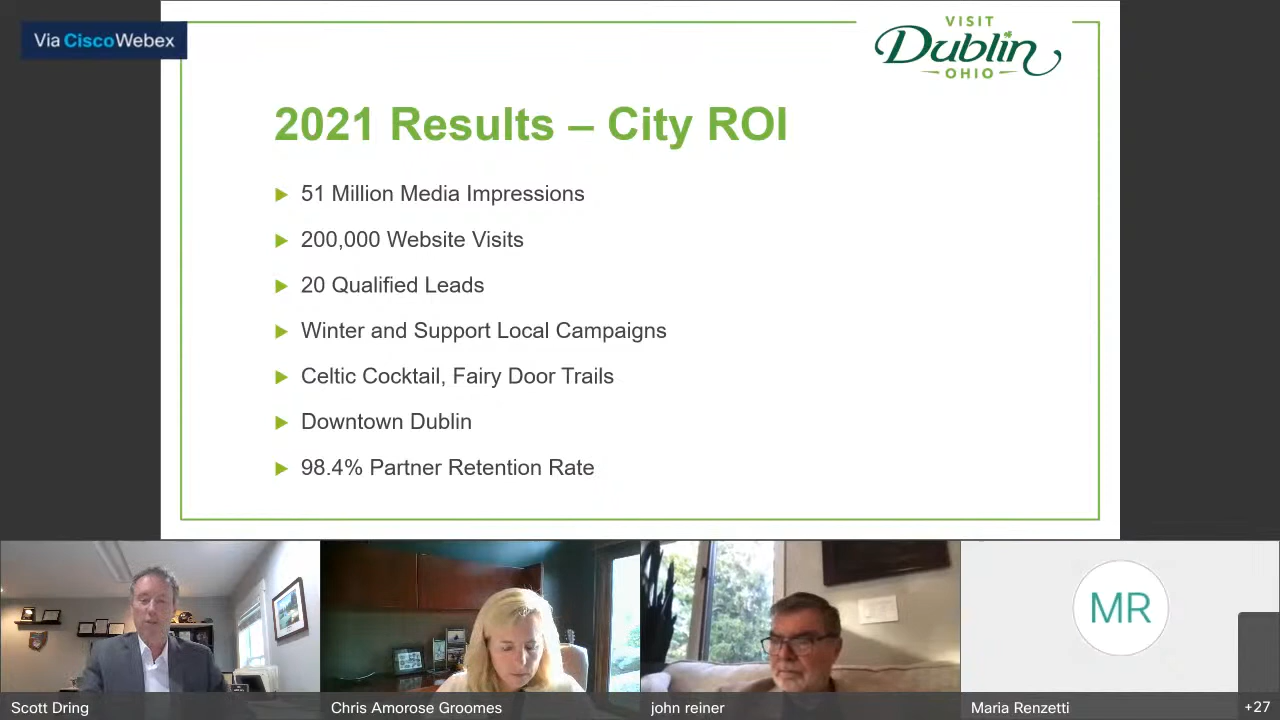 Via CiscoWebex
VISIT
Dublin
OHIO
2021 Results – City ROI
51 Million Media Impressions
200,000 Website Visits
20 Qualified Leads
Winter and Support Local Campaigns
Celtic Cocktail, Fairy Door Trails
Downtown Dublin
98.4% Partner Retention Rate
MR
Scott Dring
Chris Amorose Groomes
john reiner
Maria Renzetti
+27